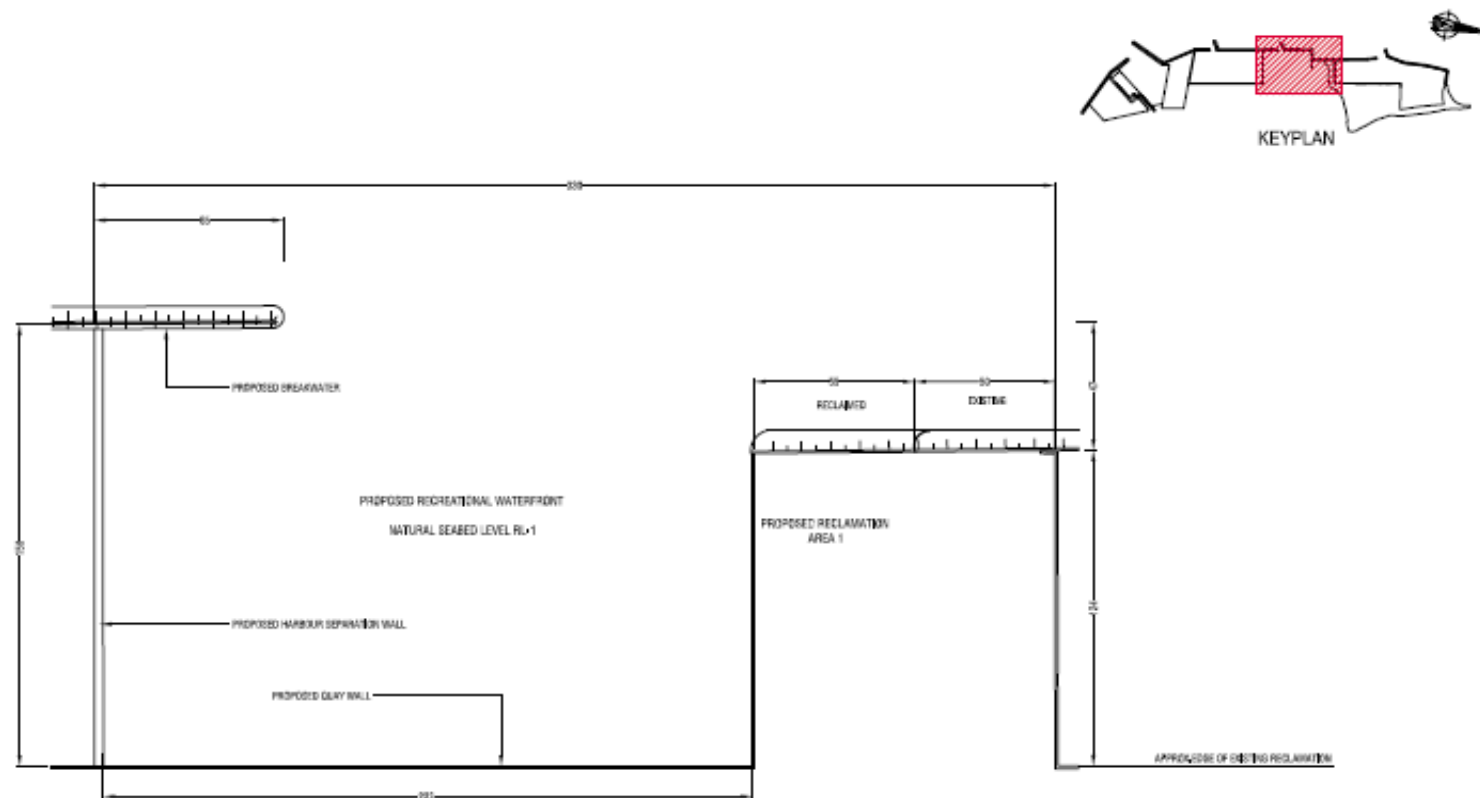 KEYPLAN
PROPOSED BREAKWATER
RECLAIMED
EXISTING
PROPOSED RECREATIONAL WATERFRONT
NATURAL SEABED LEVEL RL-1
PROPOSED RECLAMATION
AREA 1
PROPOSED HARBOUR SEPARATION WALL
PROPOSED QUAY WALL
APPROX.EDGE OF EXISTING RECLAMATION